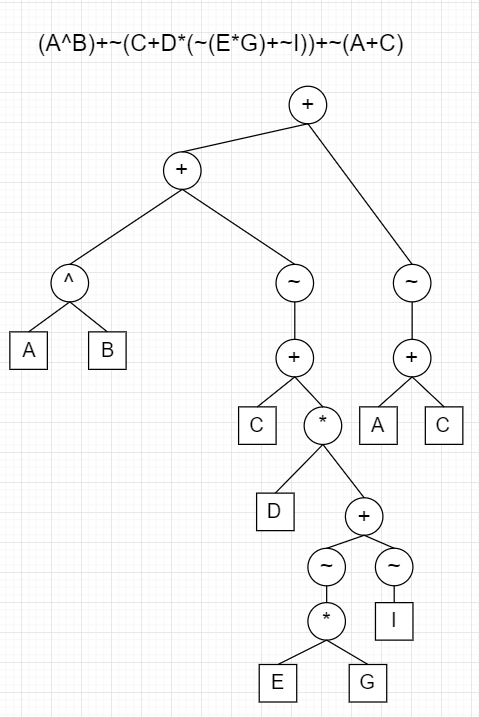 (A^B)+~(C+D*(~(E*G)+~I))+~(A+C)
+
+
^ ~ ~
A B + +
C * A C
D +
~ ~
* I
E G